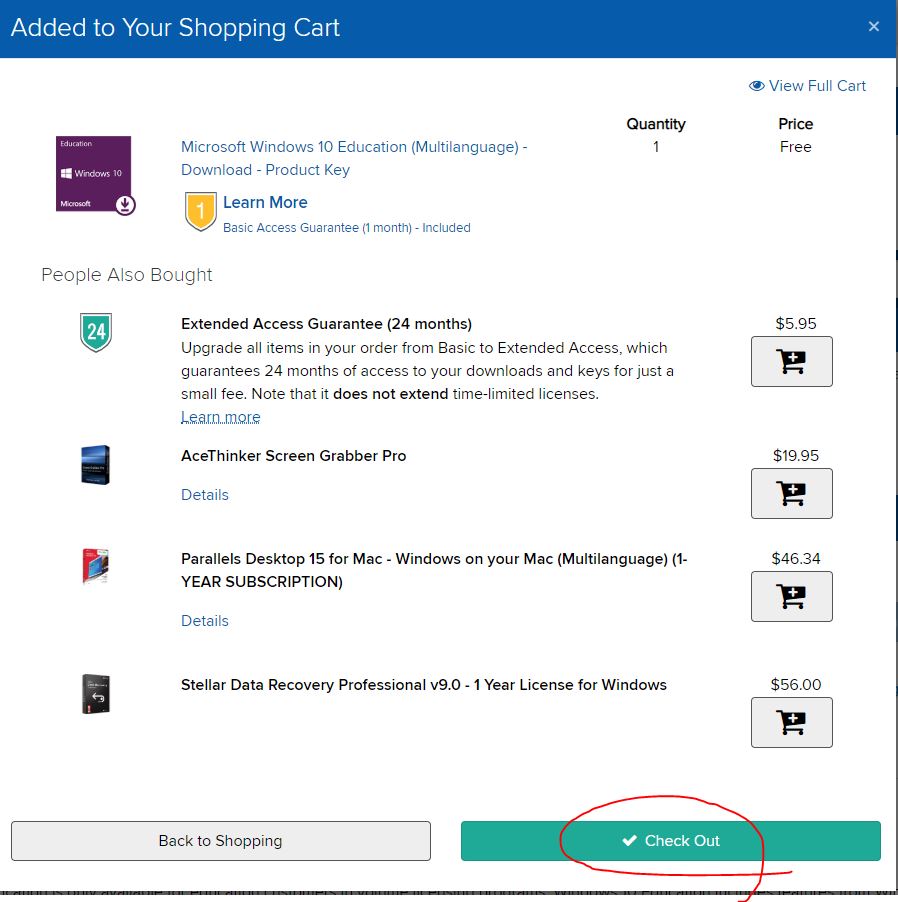 Added to Your Shopping Cart
×
View Full Cart
Quantity
Price
Education
Windows 10
Microsoft
Microsoft Windows 10 Education (Multilanguage) -
Download - Product Key
1
Free
1
Learn More
Basic Access Guarantee (1 month) - Included
People Also Bought
24
Extended Access Guarantee (24 months)
$5.95
Upgrade all items in your order from Basic to Extended Access, which
guarantees 24 months of access to your downloads and keys for just a
small fee. Note that it does not extend time-limited licenses.
Learn more
AceThinker Screen Grabber Pro
$19.95
Details
Parallels Desktop 15 for Mac - Windows on your Mac (Multilanguage) (1-
YEAR SUBSCRIPTION)
$46.34
Details
Stellar Data Recovery Professional v9.0 - 1 Year License for Windows
$56.00
Back to Shopping
Check Out